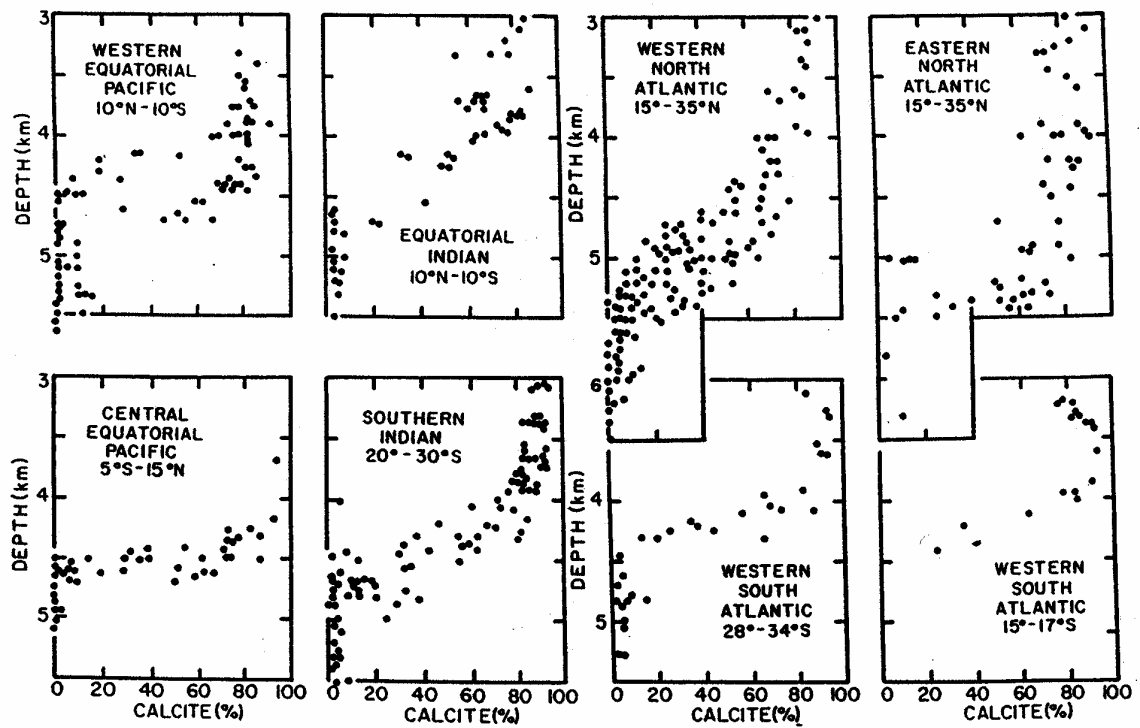 3
4
5
DEPTH (km)
WESTERN
EQUATORIAL
PACIFIC
10°N-10°S
EQUATORIAL
INDIAN
10°N-10°S
3
4
5
6
DEPTH (km)
WESTERN
NORTH
ATLANTIC
15°-35°N
EASTERN
NORTH
ATLANTIC
15°-35°N
3
4
5
DEPTH (km)
CENTRAL
EQUATORIAL
PACIFIC
5°S-15°N
SOUTHERN
INDIAN
20°-30°S
4
5
DEPTH (km)
WESTERN
SOUTH
ATLANTIC
28°-34°S
WESTERN
SOUTH
ATLANTIC
15°-17°S
0 20 40 60 80 100
CALCITE (%)
0 20 60 80 100
CALCITE (%)
0 20 40 60 80 100
CALCITE (%)
0 20 40 60 80 100
CALCITE (%)